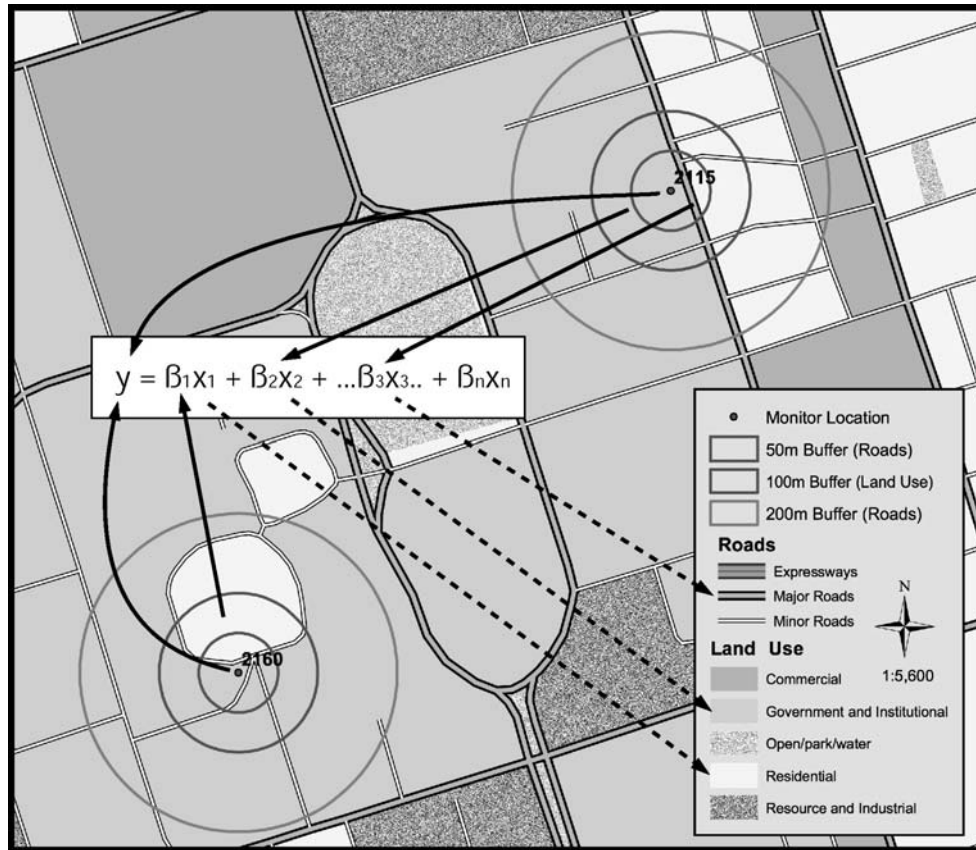 2115
y = β₁x₁ + β₂x₂ + ...β₃x₃.. + βₙxₙ
2160
Monitor Location
50m Buffer (Roads)
100m Buffer (Land Use)
200m Buffer (Roads)
Roads
Expressways
Major Roads
Minor Roads
N
1:5,600
Land Use
Commercial
Government and Institutional
Open/park/water
Residential
Resource and Industrial